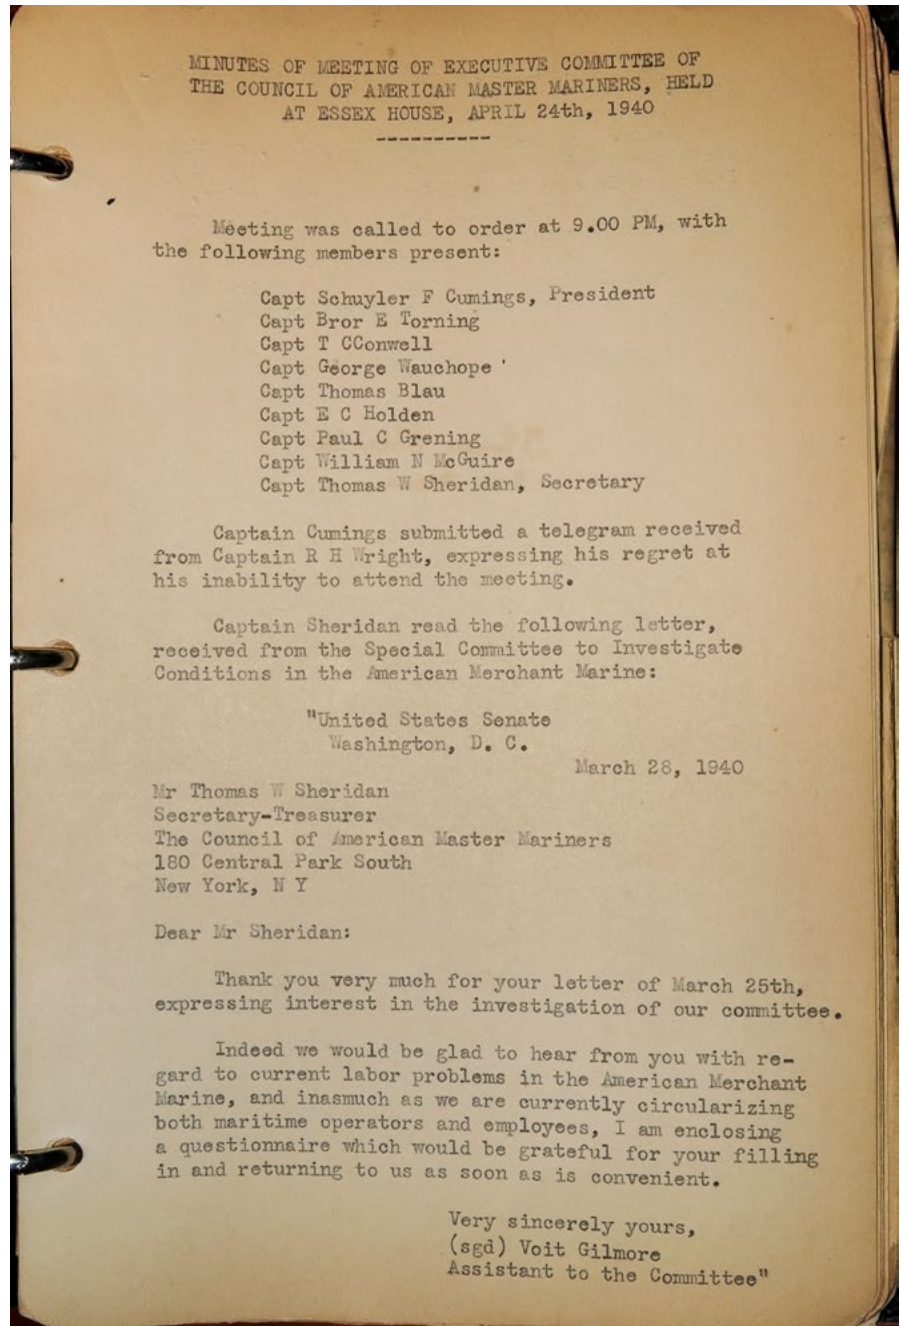 MINUTES OF MEETING OF EXECUTIVE COMMITTEE OF
THE COUNCIL OF AMERICAN MASTER MARINERS, HELD
AT ESSEX HOUSE, APRIL 24th, 1940
----------
Meeting was called to order at 9.00 PM, with
the following members present:
Capt Schuyler F Cumings, President
Capt Bror E Torning
Capt T CConwell
Capt George Wauchope '
Capt Thomas Blau
Capt E C Holden
Capt Paul C Grening
Capt William N McGuire
Capt Thomas W Sheridan, Secretary
Captain Cumings submitted a telegram received
from Captain R H Wright, expressing his regret at
his inability to attend the meeting.
Captain Sheridan read the following letter,
received from the Special Committee to Investigate
Conditions in the American Merchant Marine:
"United States Senate
Washington, D. C.
March 28, 1940
Mr Thomas W Sheridan
Secretary-Treasurer
The Council of American Master Mariners
180 Central Park South
New York, N Y
Dear Mr Sheridan:
Thank you very much for your letter of March 25th,
expressing interest in the investigation of our committee.
Indeed we would be glad to hear from you with re-
gard to current labor problems in the American Merchant
Marine, and inasmuch as we are currently circularizing
both maritime operators and employees, I am enclosing
a questionnaire which would be grateful for your filling
in and returning to us as soon as is convenient.
Very sincerely yours,
(sgd) Voit Gilmore
Assistant to the Committee"